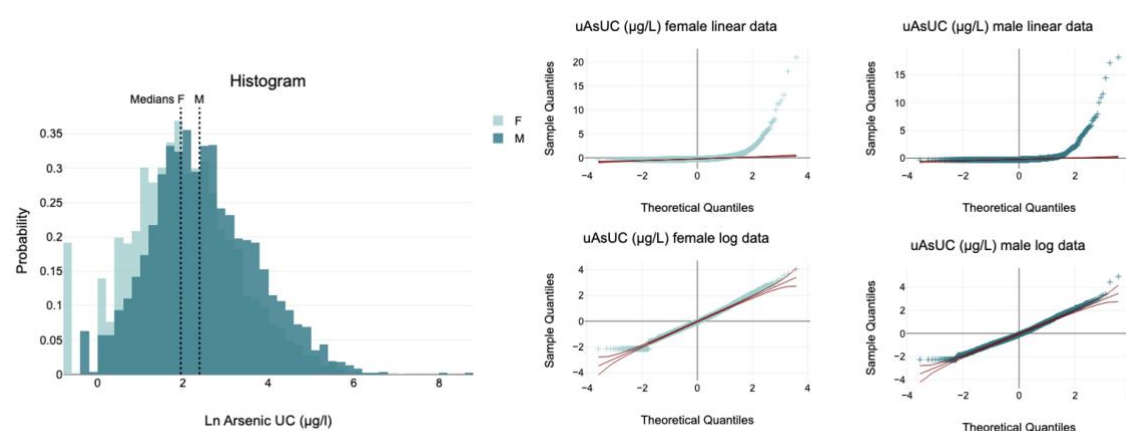 Histogram
Medians F M
F
M
0.35
0.3
0.25
0.2
0.15
0.1
0.05
0
0
2
4
6
8
Probability
Ln Arsenic UC (µg/l)
uAsUC (µg/L) female linear data
20
15
10
5
0
−4
−2
0
2
4
Sample Quantiles
Theoretical Quantiles
uAsUC (µg/L) male linear data
15
10
5
0
−4
−2
0
2
4
Sample Quantiles
Theoretical Quantiles
uAsUC (µg/L) female log data
4
2
0
−2
−4
−4
−2
0
2
4
Sample Quantiles
Theoretical Quantiles
uAsUC (µg/L) male log data
4
2
0
−2
−4
−4
−2
0
2
4
Sample Quantiles
Theoretical Quantiles